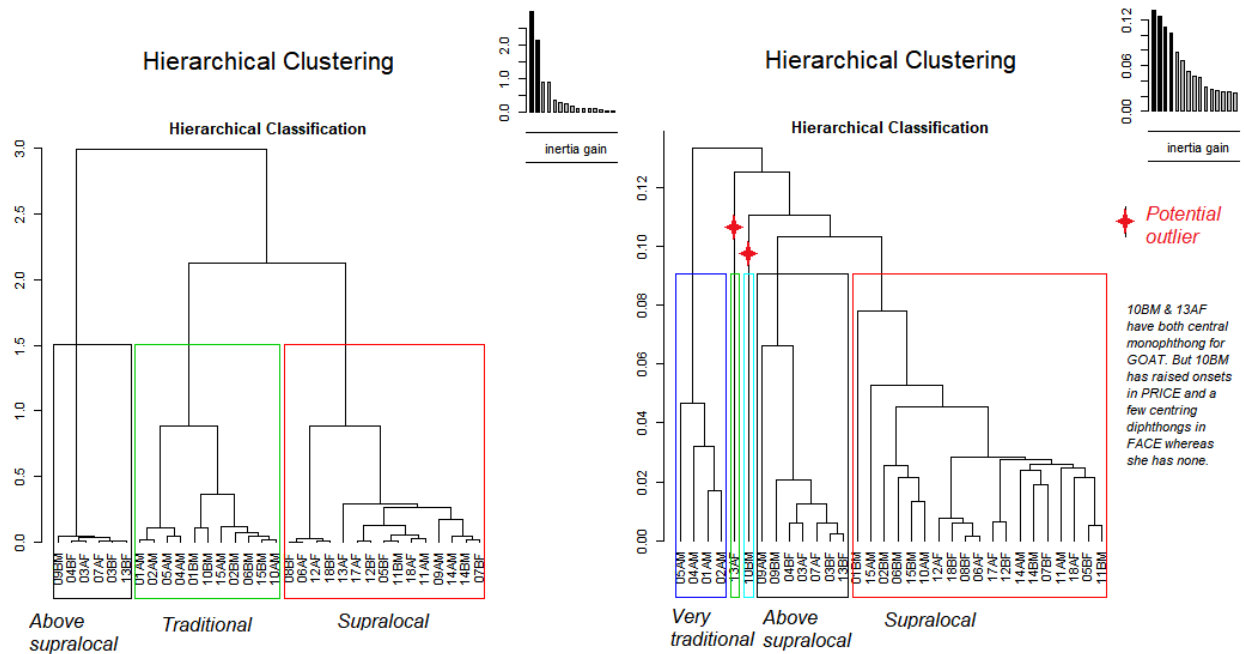 Hierarchical Clustering
2.0
1.0
0.0
inertia gain
Hierarchical Classification
3.0
2.5
2.0
1.5
1.0
0.5
0.0
09BM
04BF
03AF
07AF
03BF
13BF
01AM
02AM
05AM
04AM
01BM
10BM
15AM
02BM
06BM
15BM
10AM
08BF
06AF
12AF
18BF
13AF
17AF
12BF
05BF
11BM
18AF
11AM
09AM
14AM
14BM
07BF
Above
supralocal
Traditional
Supralocal
Hierarchical Clustering
0.12
0.06
0.00
inertia gain
Hierarchical Classification
0.12
0.10
0.08
0.06
0.04
0.02
0.00
Potential
outlier
10BM & 13AF
have both central
monophthong for
GOAT. But 10BM
has raised onsets
in PRICE and a
few centring
diphthongs in
FACE whereas
she has none.
05AM
04AM
01AM
02AM
13AF
10BM
09AM
09BM
04BF
03AF
07AF
03BF
13BF
01BM
15AM
02BM
06BM
15BM
10AM
12AF
18BF
08BF
06AF
17AF
12BF
14AM
14BM
07BF
11AM
18AF
05BF
11BM
Very
traditional
Above
supralocal
Supralocal